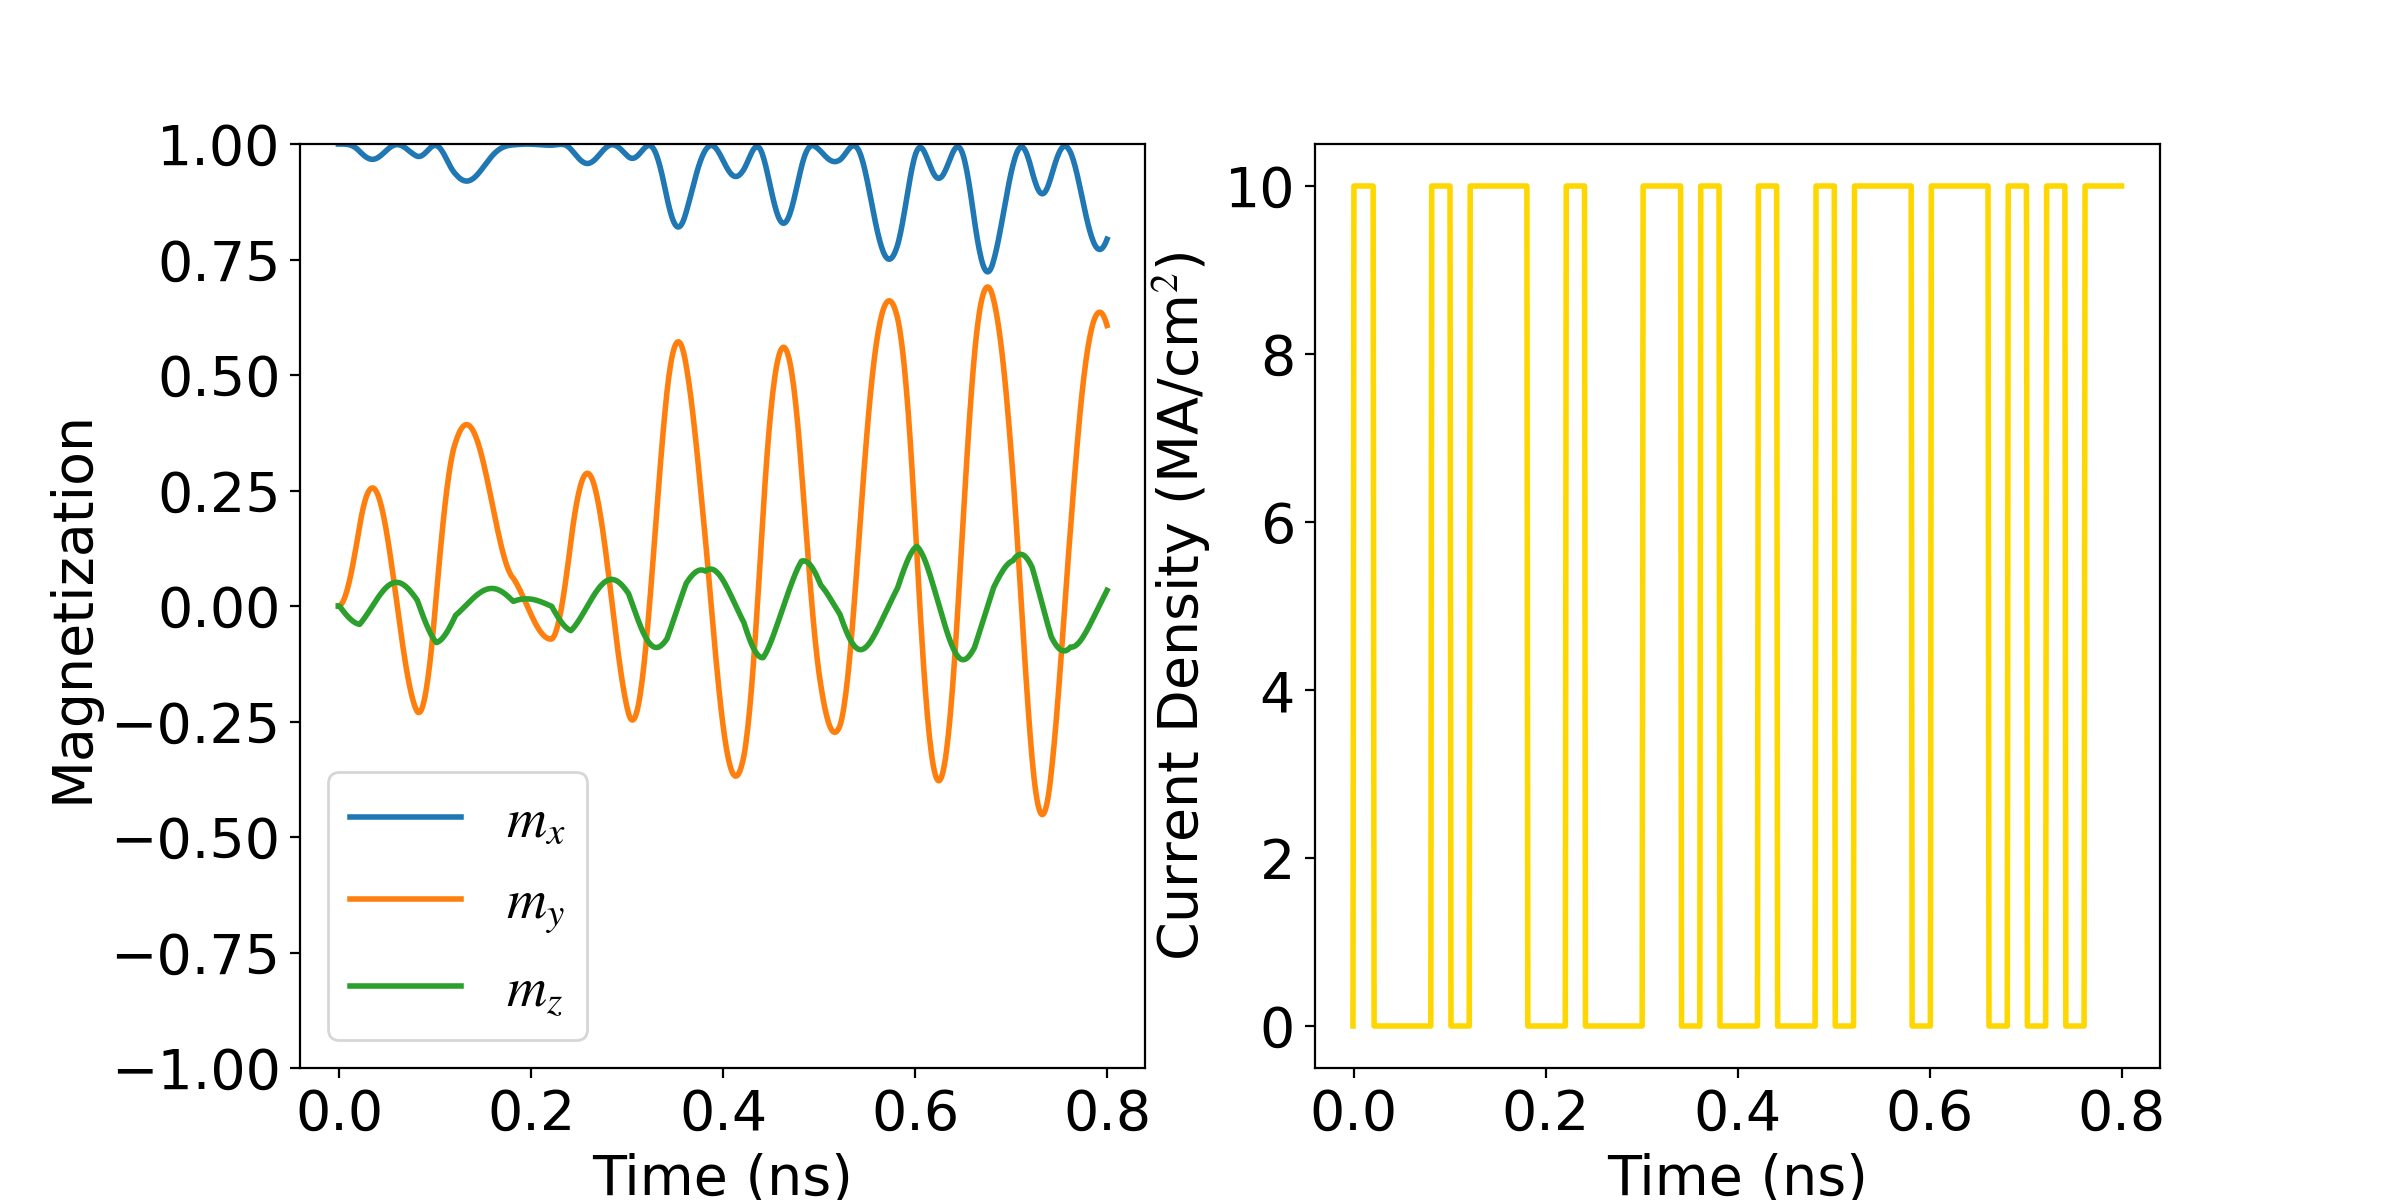 Magnetization
1.00
0.75
0.50
0.25
0.00
−0.25
−0.50
−0.75
−1.00
m_x
m_y
m_z
0.0 0.2 0.4 0.6 0.8
Time (ns)
Current Density (MA/cm²)
10
8
6
4
2
0
0.0 0.2 0.4 0.6 0.8
Time (ns)